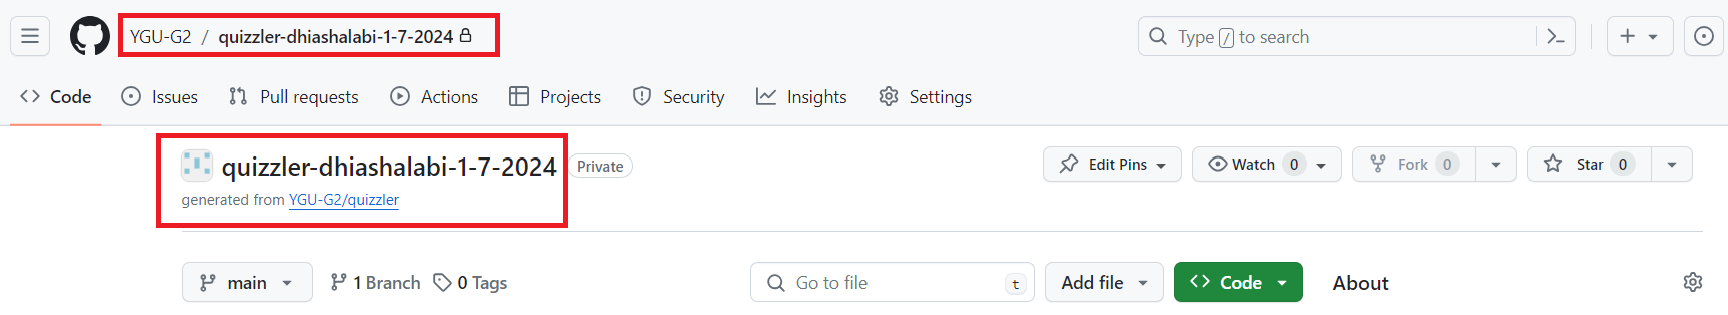 YGU-G2 / quizzler-dhiashalabi-1-7-2024
Type / to search
Code Issues Pull requests Actions Projects Security Insights Settings
quizzler-dhiashalabi-1-7-2024 Private
Edit Pins Watch 0 Fork 0 Star 0
generated from YGU-G2/quizzler
main 1 Branch 0 Tags Go to file t Add file Code About